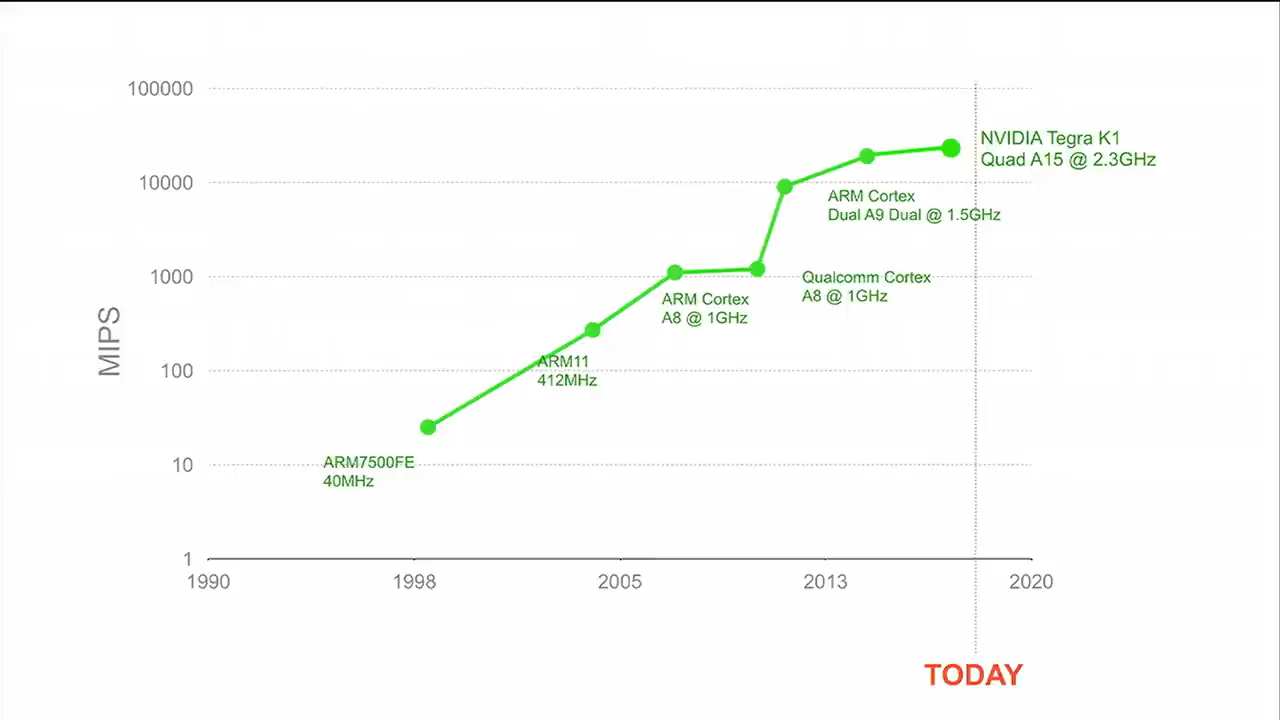 100000
NVIDIA Tegra K1
Quad A15 @ 2.3GHz
10000
ARM Cortex
Dual A9 Dual @ 1.5GHz
1000
Qualcomm Cortex
A8 @ 1GHz
ARM Cortex
A8 @ 1GHz
MIPS
100
ARM11
412MHz
10
ARM7500FE
40MHz
1
1990 1998 2005 2013 2020
TODAY